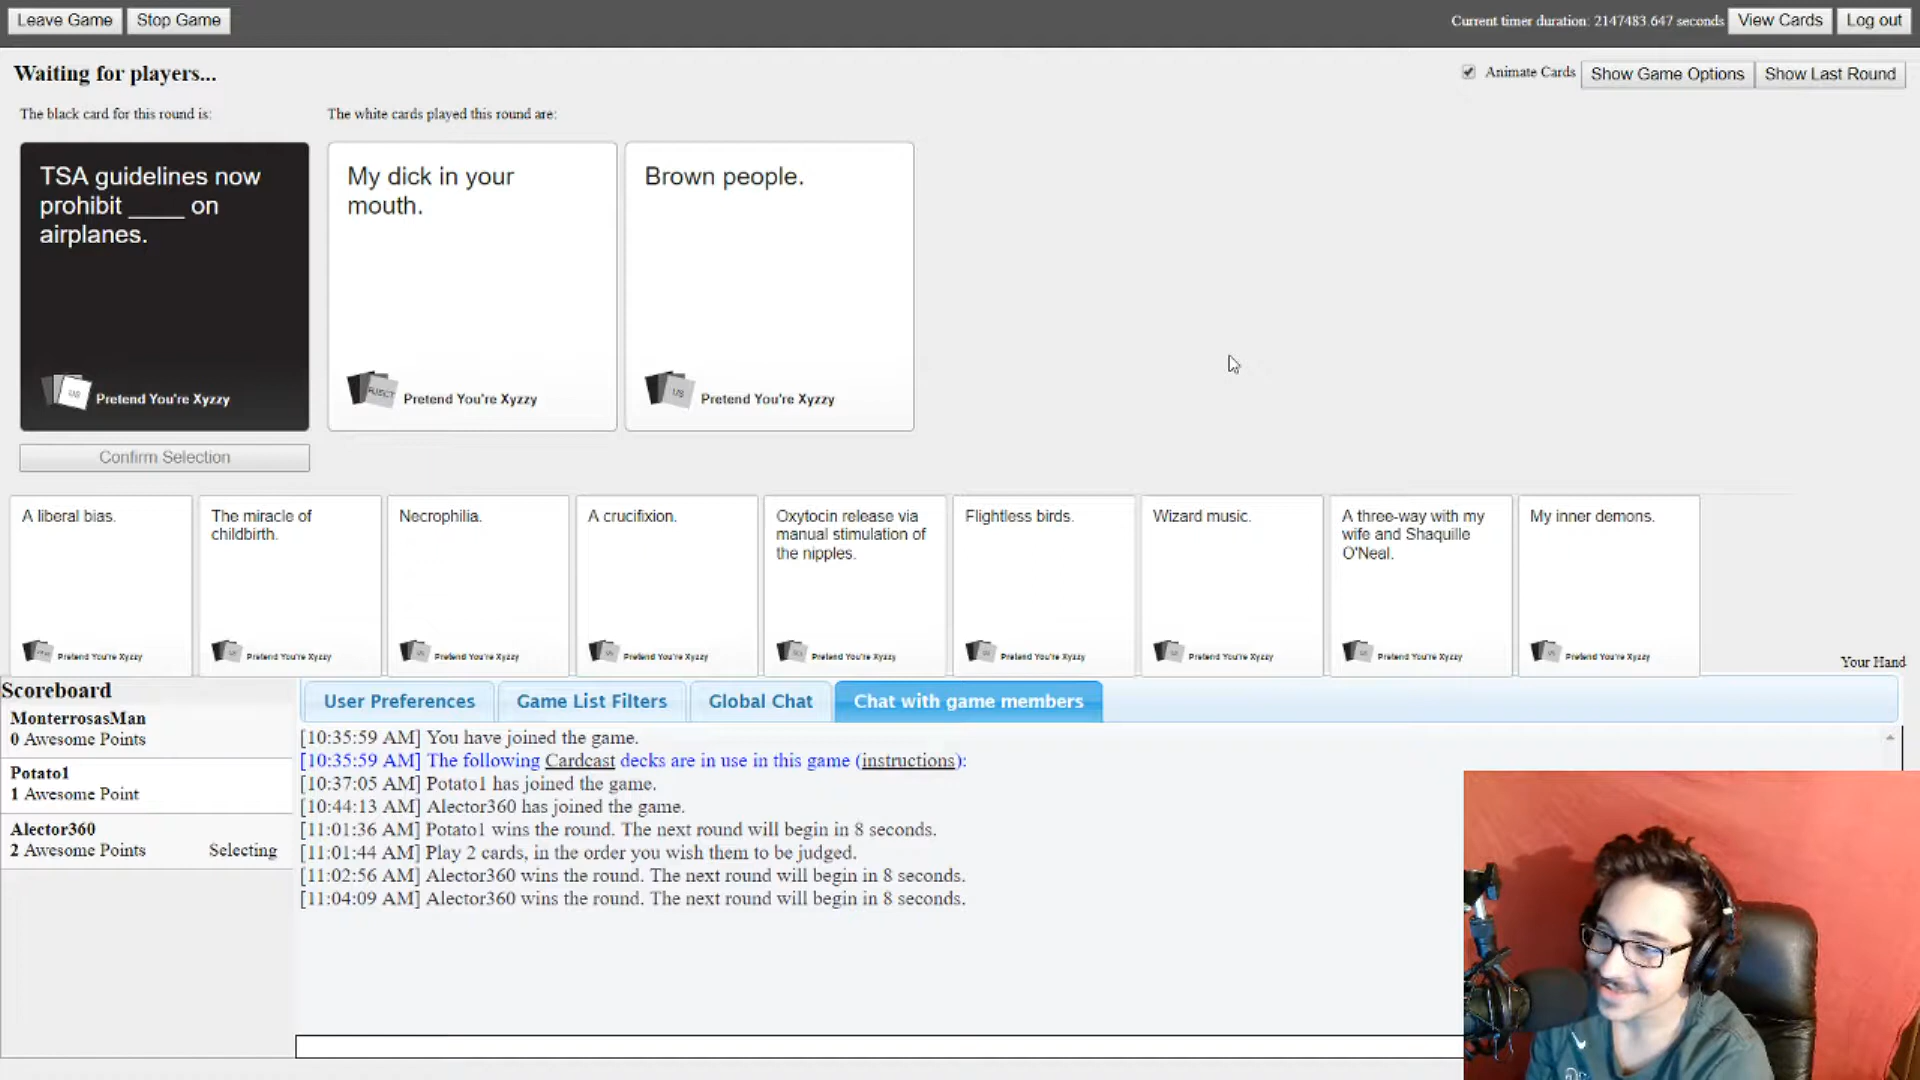 Leave Game
Stop Game
Current timer duration: 2147483.647 seconds
View Cards
Log out
Waiting for players...
Animate Cards
Show Game Options
Show Last Round
The black card for this round is:
The white cards played this round are:
TSA guidelines now
prohibit ____ on
airplanes.
US
Pretend You're Xyzzy
My dick in your
mouth.
Pretend You're Xyzzy
Brown people.
US
Pretend You're Xyzzy
Confirm Selection
A liberal bias.
Pretend You're Xyzzy
The miracle of
childbirth.
Pretend You're Xyzzy
Necrophilia.
Pretend You're Xyzzy
A crucifixion.
Pretend You're Xyzzy
Oxytocin release via
manual stimulation of
the nipples.
Pretend You're Xyzzy
Flightless birds.
Pretend You're Xyzzy
Wizard music.
Pretend You're Xyzzy
A three-way with my
wife and Shaquille
O'Neal.
Pretend You're Xyzzy
My inner demons.
Pretend You're Xyzzy
Your Hand
Scoreboard
MonterrosasMan
0 Awesome Points
Potato1
1 Awesome Point
Alector360
2 Awesome Points
Selecting
User Preferences
Game List Filters
Global Chat
Chat with game members
[10:35:59 AM] You have joined the game.
[10:35:59 AM] The following Cardcast decks are in use in this game (instructions):
[10:37:05 AM] Potato1 has joined the game.
[10:44:13 AM] Alector360 has joined the game.
[11:01:36 AM] Potato1 wins the round. The next round will begin in 8 seconds.
[11:01:44 AM] Play 2 cards, in the order you wish them to be judged.
[11:02:56 AM] Alector360 wins the round. The next round will begin in 8 seconds.
[11:04:09 AM] Alector360 wins the round. The next round will begin in 8 seconds.